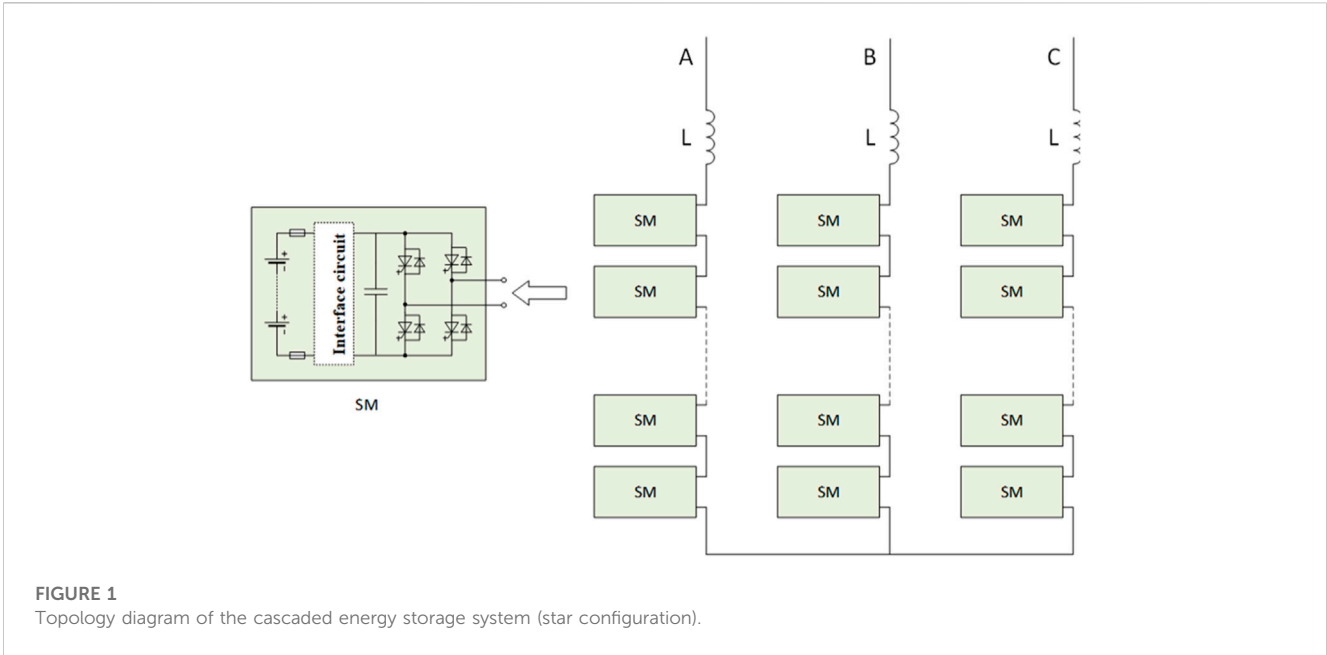 A B C
L L L
SM SM SM
Interface circuit
SM SM SM
SM
SM SM SM
SM SM SM
FIGURE 1
Topology diagram of the cascaded energy storage system (star configuration).